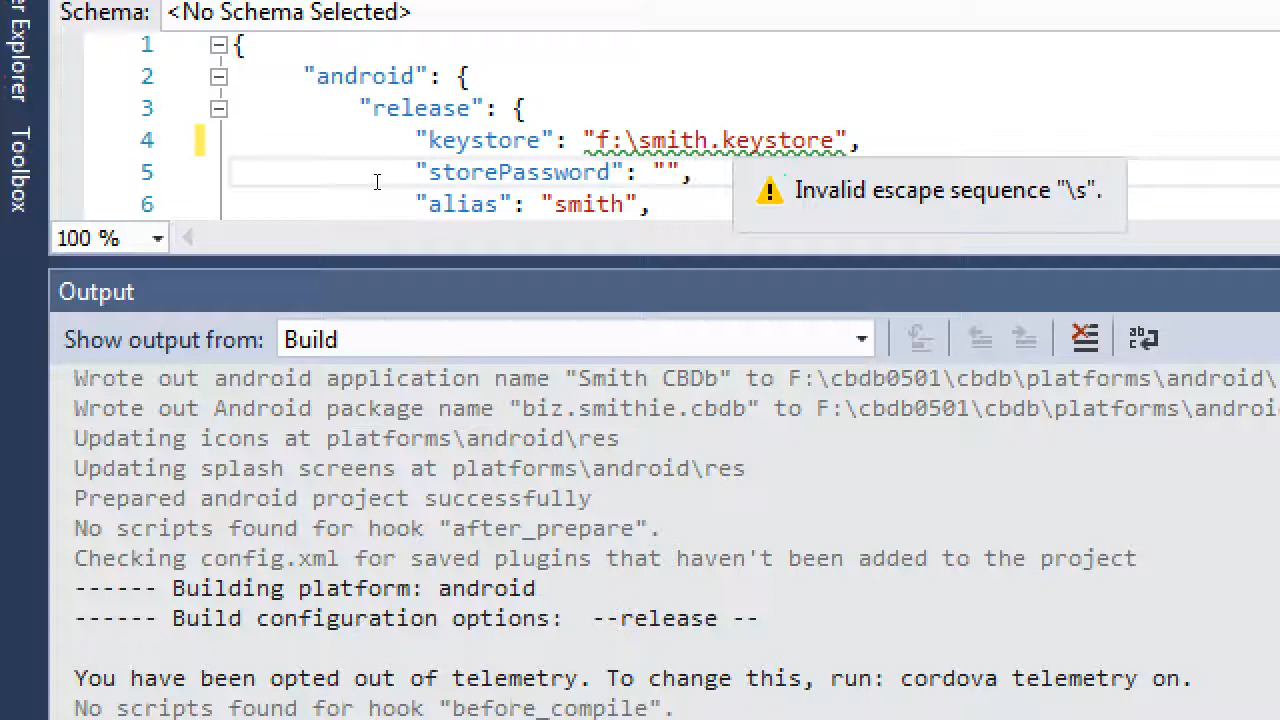 Schema: <No Schema Selected>
er Explorer
Toolbox
1 {
2 "android": {
3 "release": {
4 "keystore": "f:\smith.keystore",
5 "storePassword": "",
6 "alias": "smith",
Invalid escape sequence "\s".
100 %
Output
Show output from: Build
Wrote out android application name "Smith CBDb" to F:\cbdb0501\cbdb\platforms\android\
Wrote out Android package name "biz.smithie.cbdb" to F:\cbdb0501\cbdb\platforms\androi
Updating icons at platforms\android\res
Updating splash screens at platforms\android\res
Prepared android project successfully
No scripts found for hook "after_prepare".
Checking config.xml for saved plugins that haven't been added to the project
------ Building platform: android
------ Build configuration options:  --release --
You have been opted out of telemetry. To change this, run: cordova telemetry on.
No scripts found for hook "before_compile".